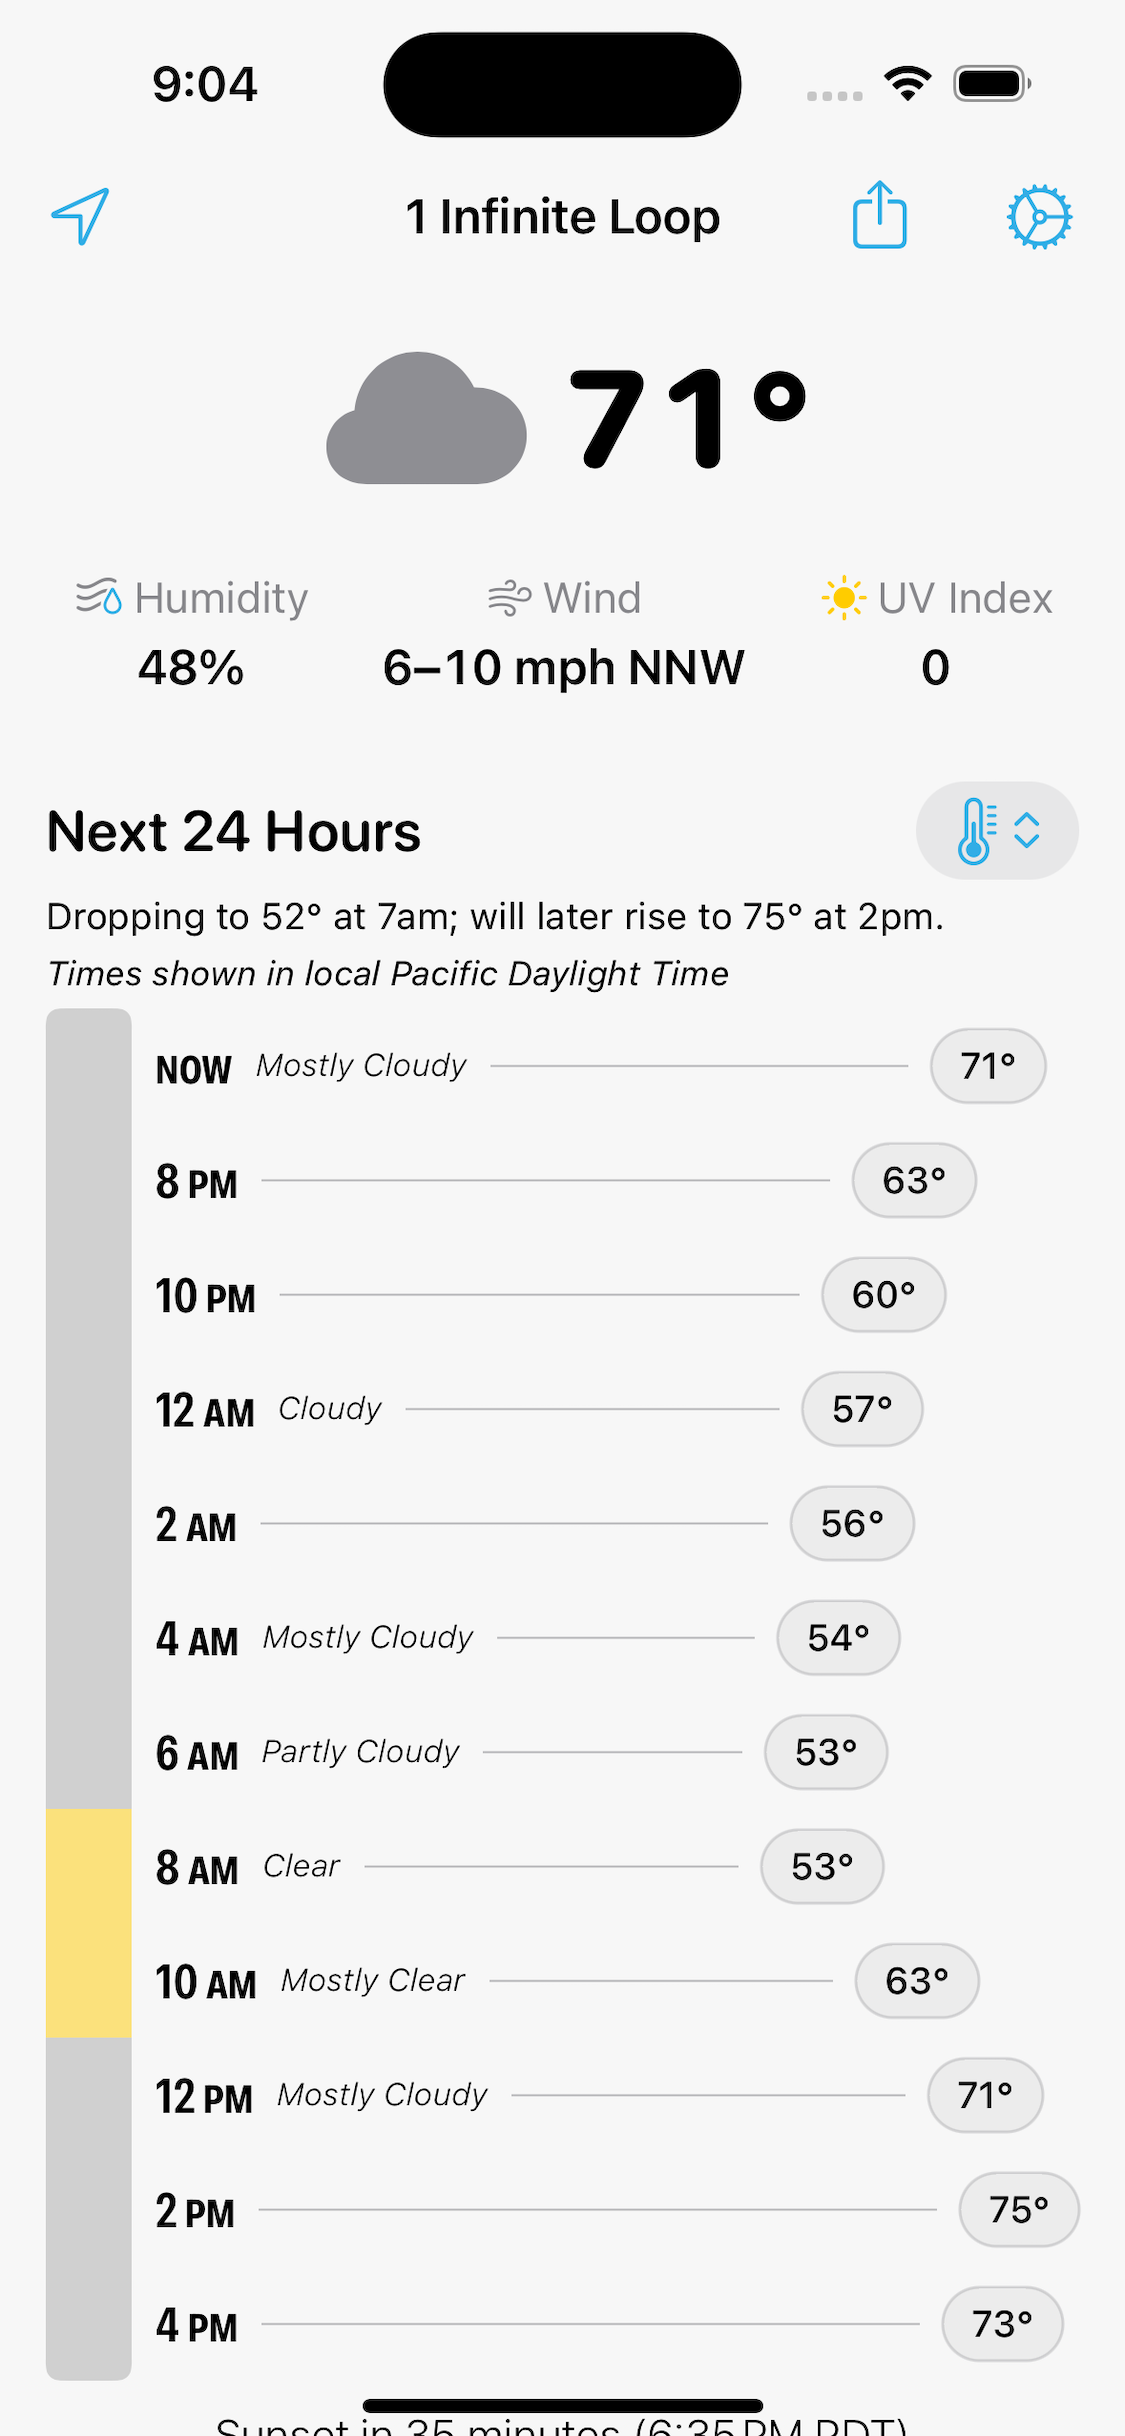 9:04
1 Infinite Loop
71°
Humidity Wind UV Index
48% 6–10 mph NNW 0
Next 24 Hours
Dropping to 52° at 7am; will later rise to 75° at 2pm.
Times shown in local Pacific Daylight Time
NOW Mostly Cloudy 71°
8 PM 63°
10 PM 60°
12 AM Cloudy 57°
2 AM 56°
4 AM Mostly Cloudy 54°
6 AM Partly Cloudy 53°
8 AM Clear 53°
10 AM Mostly Clear 63°
12 PM Mostly Cloudy 71°
2 PM 75°
4 PM 73°
Sunset in 35 minutes (6:35 PM PDT)